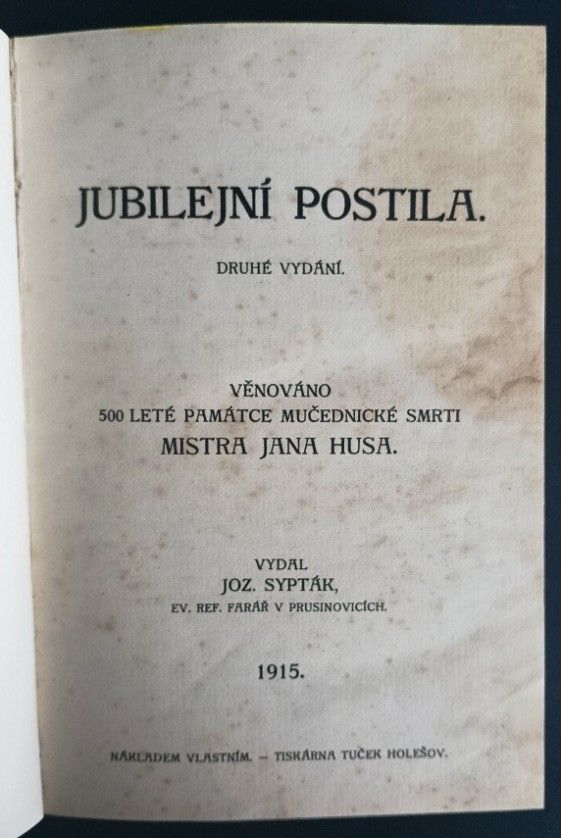 JUBILEJNÍ POSTILA.
DRUHÉ VYDÁNÍ.
VĚNOVÁNO
500 LETÉ PAMÁTCE MUČEDNICKÉ SMRTI
MISTRA JANA HUSA.
VYDAL
JOZ. SYPTÁK,
EV. REF. FARÁŘ V PRUSINOVICÍCH.
1915.
NÁKLADEM VLASTNÍM. — TISKÁRNA TUČEK HOLEŠOV.